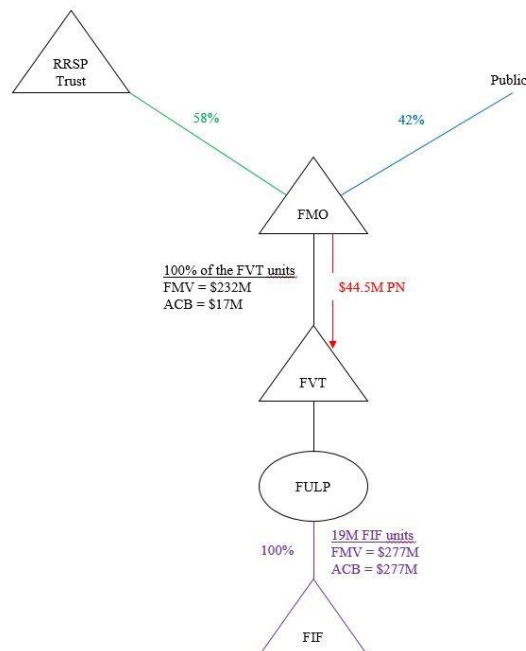 RRSP
Trust
Public
58%
42%
FMO
100% of the FVT units
FMV = $232M
ACB = $17M
$44.5M PN
FVT
FULP
100%
19M FIF units
FMV = $277M
ACB = $277M
FIF